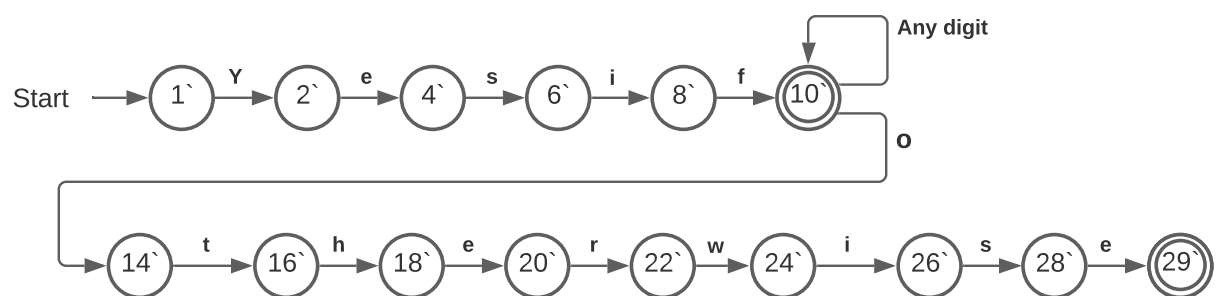 Any digit
Start 1` Y 2` e 4` s 6` i 8` f 10`
o
14` t 16` h 18` e 20` r 22` w 24` i 26` s 28` e 29`